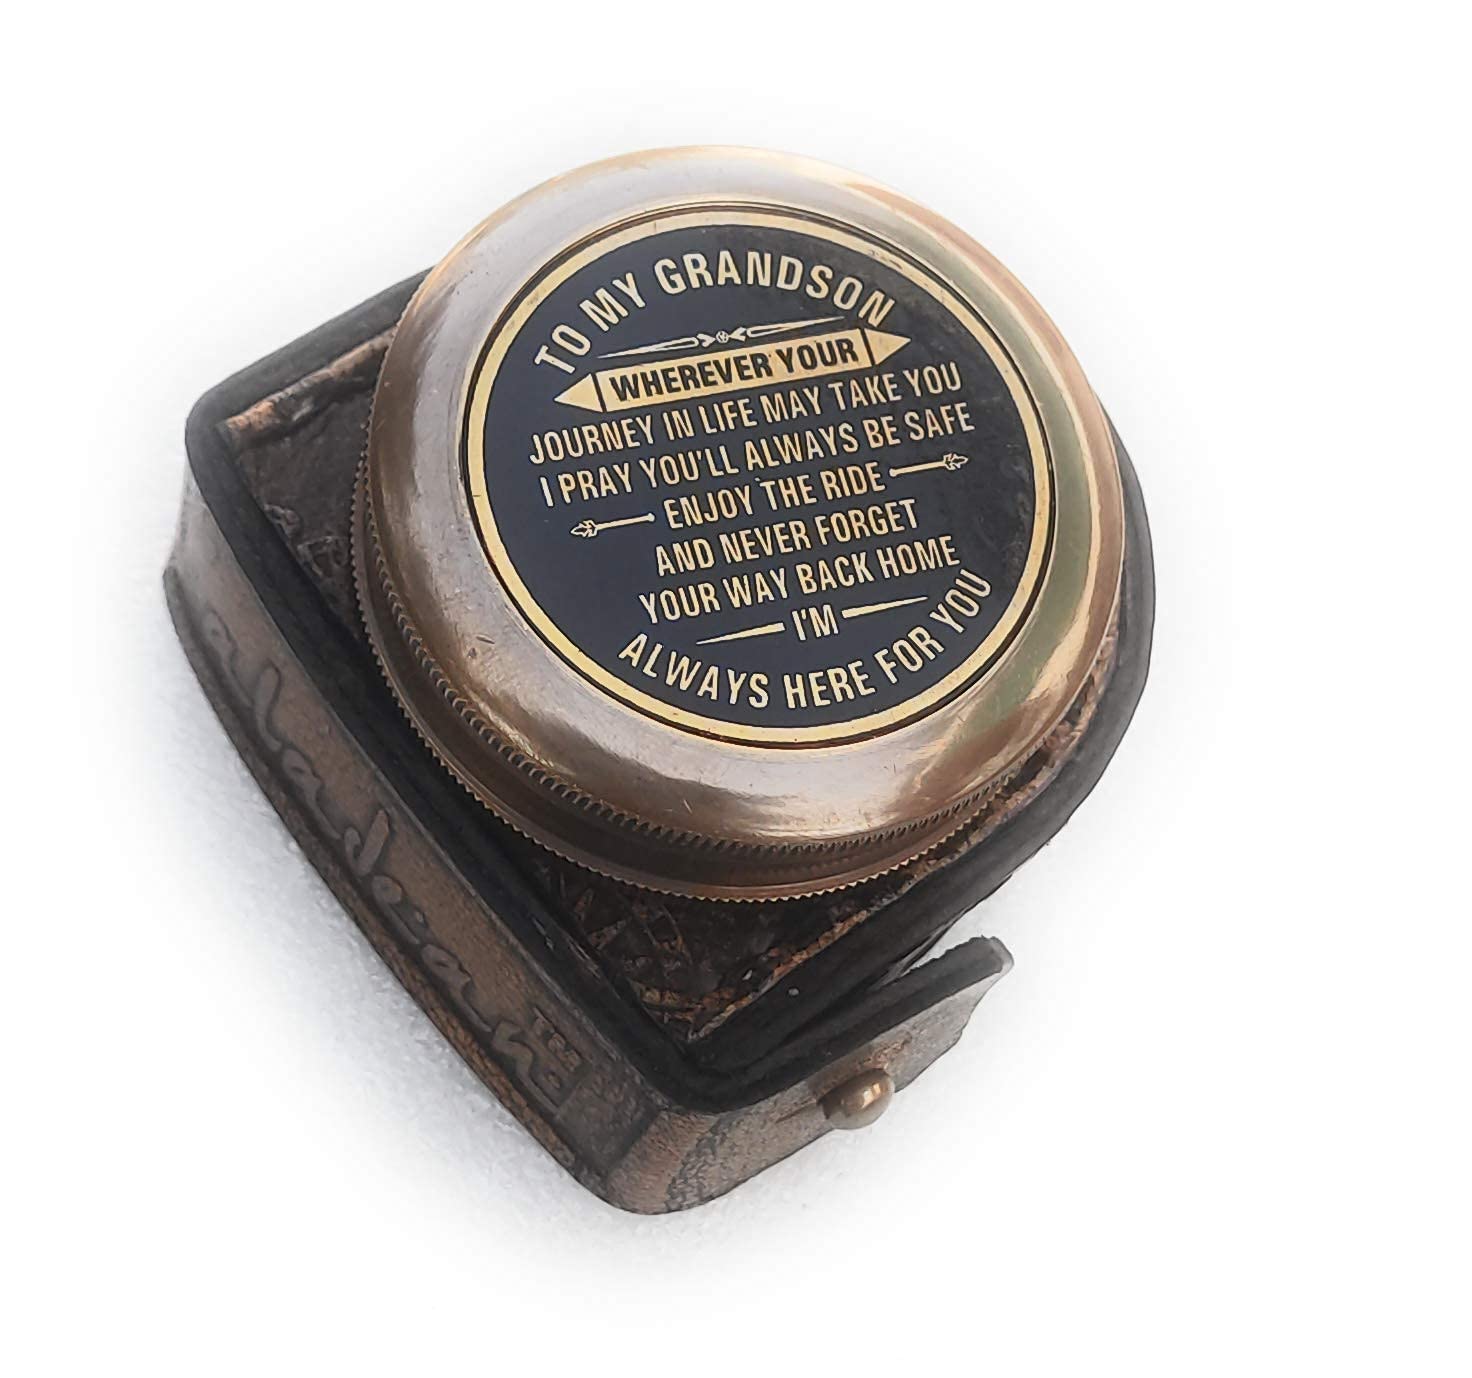 TO MY GRANDSON
WHEREVER YOUR
JOURNEY IN LIFE MAY TAKE YOU
I PRAY YOU'LL ALWAYS BE SAFE
ENJOY THE RIDE
AND NEVER FORGET
YOUR WAY BACK HOME
I'M
ALWAYS HERE FOR YOU
TM